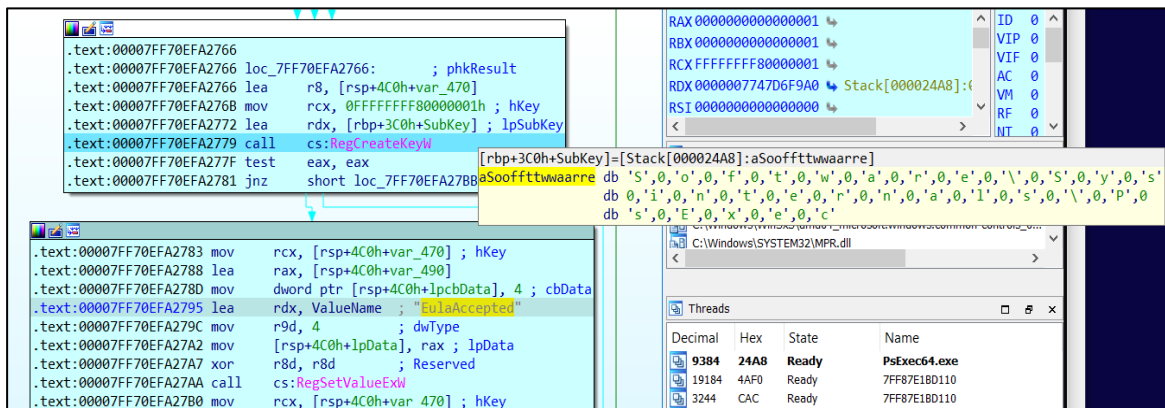 .text:00007FF70EFA2766
.text:00007FF70EFA2766 loc_7FF70EFA2766: ; phkResult
.text:00007FF70EFA2766 lea r8, [rsp+4C0h+var_470]
.text:00007FF70EFA276B mov rcx, 0FFFFFFFF80000001h ; hKey
.text:00007FF70EFA2772 lea rdx, [rbp+3C0h+SubKey] ; lpSubKey
.text:00007FF70EFA2779 call cs:RegCreateKeyW
.text:00007FF70EFA277F test eax, eax
.text:00007FF70EFA2781 jnz short loc_7FF70EFA27BB
.text:00007FF70EFA2783 mov rcx, [rsp+4C0h+var_470] ; hKey
.text:00007FF70EFA2788 lea rax, [rsp+4C0h+var_490]
.text:00007FF70EFA278D mov dword ptr [rsp+4C0h+lpcbData], 4 ; cbData
.text:00007FF70EFA2795 lea rdx, ValueName ; "EulaAccepted"
.text:00007FF70EFA279C mov r9d, 4 ; dwType
.text:00007FF70EFA27A2 mov [rsp+4C0h+lpData], rax ; lpData
.text:00007FF70EFA27A7 xor r8d, r8d ; Reserved
.text:00007FF70EFA27AA call cs:RegSetValueExW
.text:00007FF70EFA27B0 mov rcx, [rsp+4C0h+var_470] ; hKey
RAX 0000000000000001
RBX 0000000000000001
RCX FFFFFFFF80000001
RDX 0000007747D6F9A0 Stack[000024A8]:
RSI 0000000000000000
ID 0
VIP 0
VIF 0
AC 0
VM 0
RF 0
NT 0
[rbp+3C0h+SubKey]=[Stack[000024A8]:aSooffttwwaarre]
aSooffttwwaarre db 'S',0,'o',0,'f',0,'t',0,'w',0,'a',0,'r',0,'e',0,'\',0,'S',0,'y',0,'s'
db 0,'i',0,'n',0,'t',0,'e',0,'r',0,'n',0,'a',0,'l',0,'s',0,'\',0,'P',0
db 's',0,'E',0,'x',0,'e',0,'c'
C:\Windows\SYSTEM32\MPR.dll
Threads
Decimal Hex State Name
9384 24A8 Ready PsExec64.exe
19184 4AF0 Ready 7FF87E1BD110
3244 CAC Ready 7FF87E1BD110